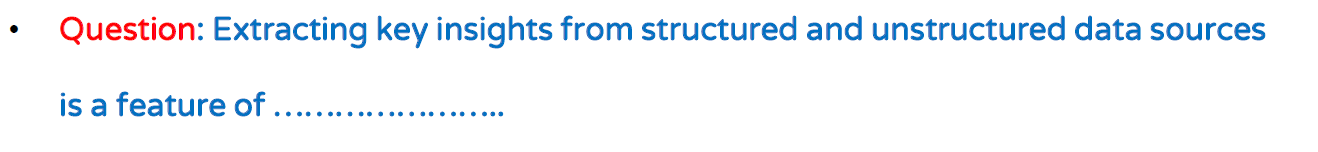 • Question: Extracting key insights from structured and unstructured data sources
is a feature of ……………………..